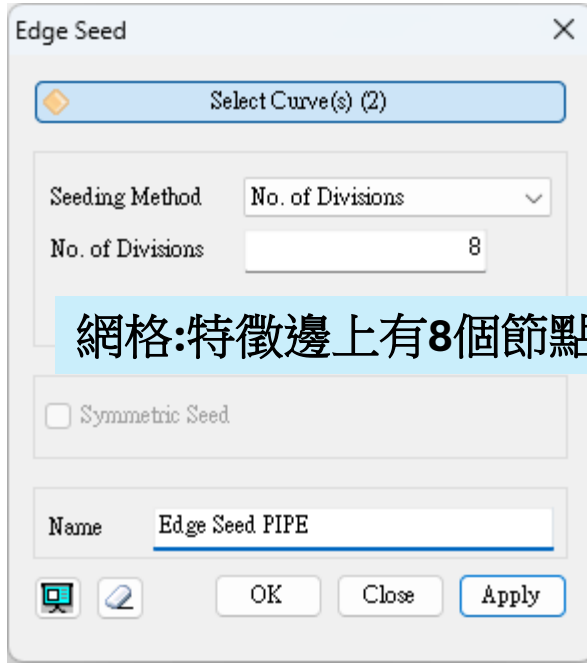 Edge Seed
Select Curve(s) (2)
Seeding Method No. of Divisions
No. of Divisions 8
網格:特徵邊上有8個節點
Symmetric Seed
Name Edge Seed PIPE
OK Close Apply